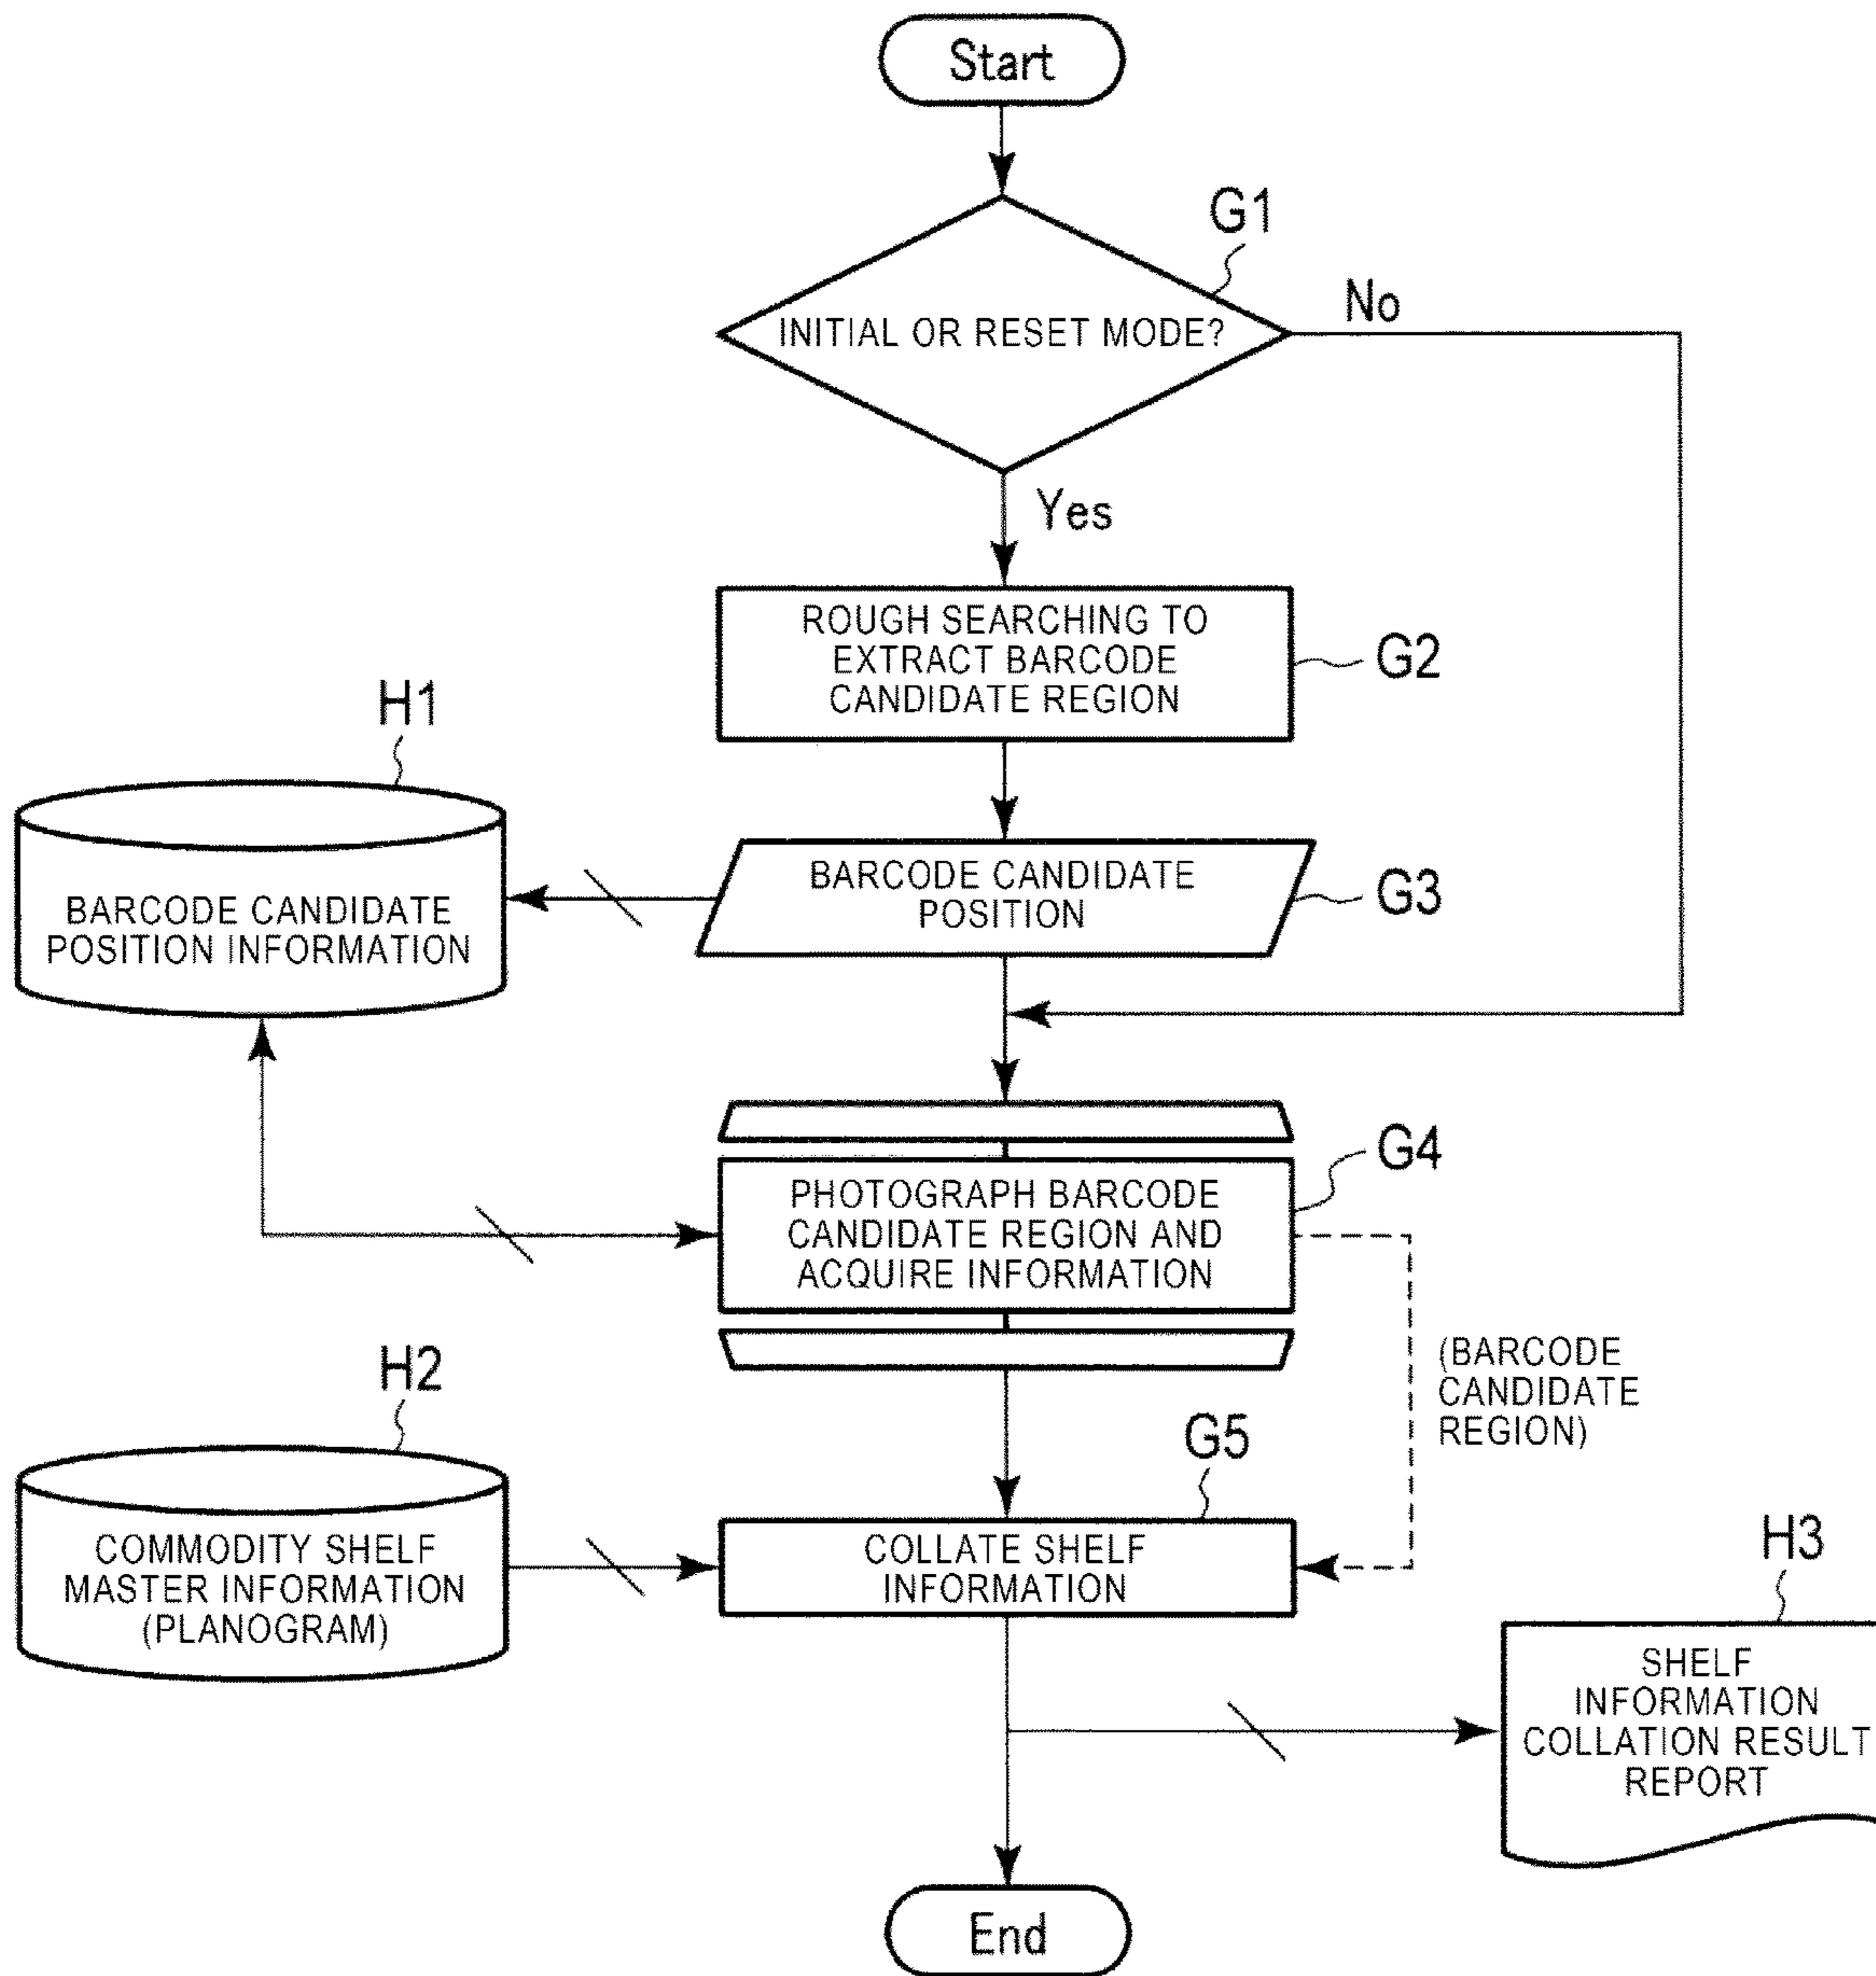 Start
G1
INITIAL OR RESET MODE?
No
Yes
ROUGH SEARCHING TO
EXTRACT BARCODE
CANDIDATE REGION
G2
H1
BARCODE CANDIDATE
POSITION INFORMATION
BARCODE CANDIDATE
POSITION
G3
PHOTOGRAPH BARCODE
CANDIDATE REGION AND
ACQUIRE INFORMATION
G4
(BARCODE
CANDIDATE
REGION)
H2
COMMODITY SHELF
MASTER INFORMATION
(PLANOGRAM)
G5
COLLATE SHELF
INFORMATION
H3
SHELF
INFORMATION
COLLATION RESULT
REPORT
End